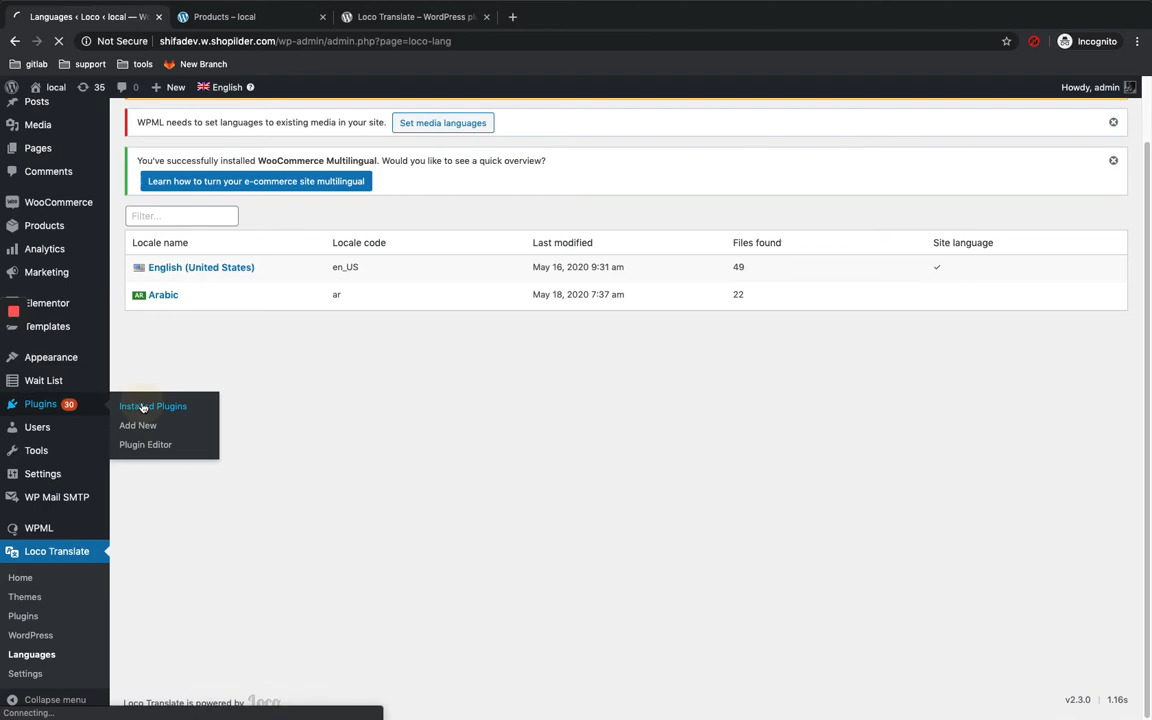 Languages ‹ Loco ‹ local — Wo
Products – local
Loco Translate – WordPress pl
Not Secure
shifadev.w.shopilder.com/wp-admin/admin.php?page=loco-lang
Incognito
gitlab
support
tools
New Branch
local
35
0
New
English
Howdy, admin
Posts
Media
Pages
Comments
WooCommerce
Products
Analytics
Marketing
Elementor
Templates
Appearance
Wait List
Plugins 30
Installed Plugins
Add New
Plugin Editor
Users
Tools
Settings
WP Mail SMTP
WPML
Loco Translate
Home
Themes
Plugins
WordPress
Languages
Settings
Collapse menu
Connecting...
WPML needs to set languages to existing media in your site. Set media languages
You've successfully installed WooCommerce Multilingual. Would you like to see a quick overview?
Learn how to turn your e-commerce site multilingual
Filter...
Locale name Locale code Last modified Files found Site language
English (United States) en_US May 16, 2020 9:31 am 49 ✓
AR Arabic ar May 18, 2020 7:37 am 22
Loco Translate is powered by Loco
v2.3.0 | 1.16s